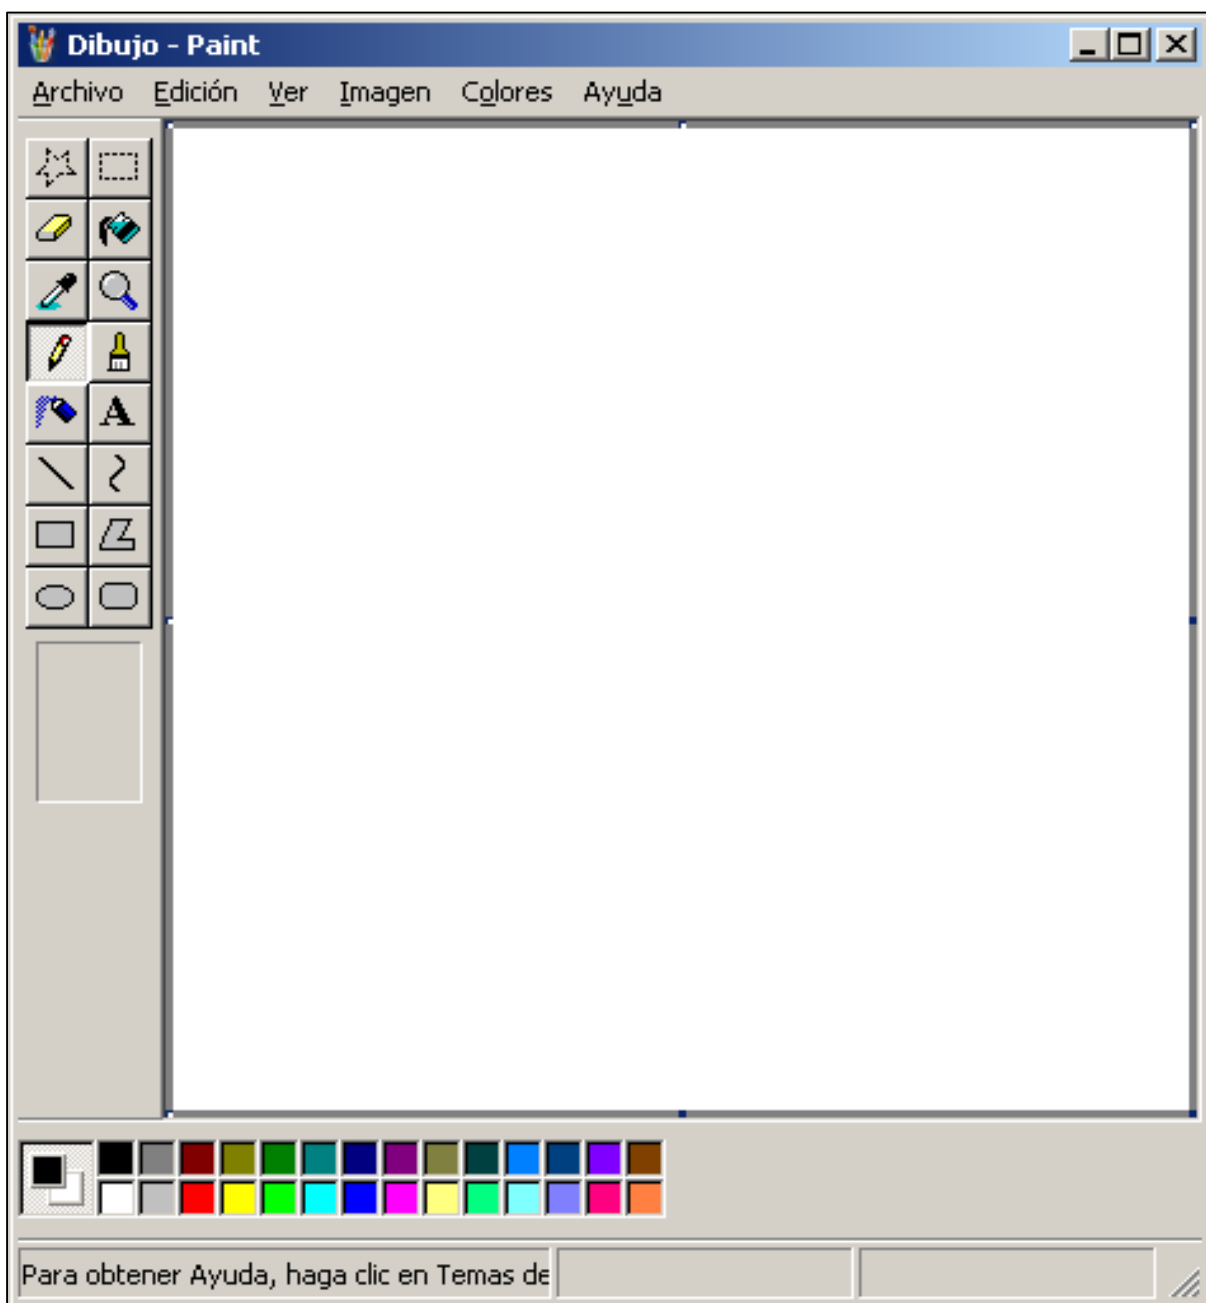 Dibujo - Paint
Archivo Edición Ver Imagen Colores Ayuda
A
Para obtener Ayuda, haga clic en Temas de